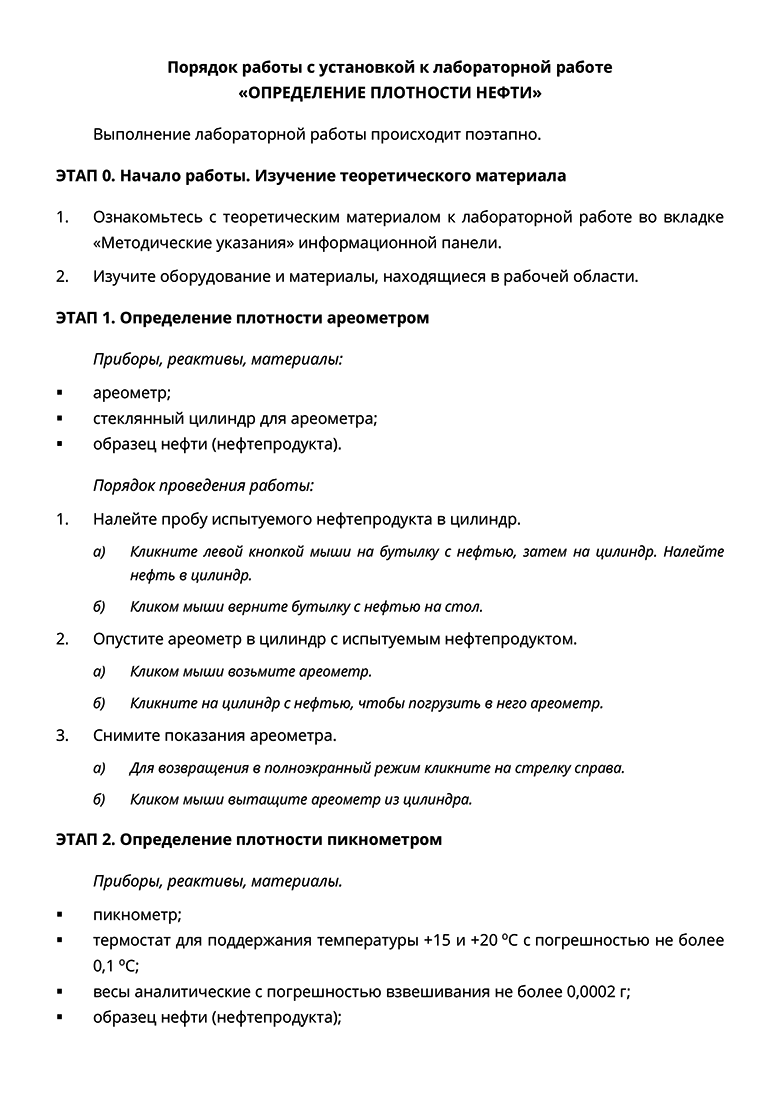 Порядок работы с установкой к лабораторной работе
«ОПРЕДЕЛЕНИЕ ПЛОТНОСТИ НЕФТИ»
Выполнение лабораторной работы происходит поэтапно.
ЭТАП 0. Начало работы. Изучение теоретического материала
1. Ознакомьтесь с теоретическим материалом к лабораторной работе во вкладке
«Методические указания» информационной панели.
2. Изучите оборудование и материалы, находящиеся в рабочей области.
ЭТАП 1. Определение плотности ареометром
Приборы, реактивы, материалы:
▪ ареометр;
▪ стеклянный цилиндр для ареометра;
▪ образец нефти (нефтепродукта).
Порядок проведения работы:
1. Налейте пробу испытуемого нефтепродукта в цилиндр.
а) Кликните левой кнопкой мыши на бутылку с нефтью, затем на цилиндр. Налейте
нефть в цилиндр.
б) Кликом мыши верните бутылку с нефтью на стол.
2. Опустите ареометр в цилиндр с испытуемым нефтепродуктом.
а) Кликом мыши возьмите ареометр.
б) Кликните на цилиндр с нефтью, чтобы погрузить в него ареометр.
3. Снимите показания ареометра.
а) Для возвращения в полноэкранный режим кликните на стрелку справа.
б) Кликом мыши вытащите ареометр из цилиндра.
ЭТАП 2. Определение плотности пикнометром
Приборы, реактивы, материалы.
▪ пикнометр;
▪ термостат для поддержания температуры +15 и +20 ⁰С с погрешностью не более
0,1 ⁰С;
▪ весы аналитические с погрешностью взвешивания не более 0,0002 г;
▪ образец нефти (нефтепродукта);